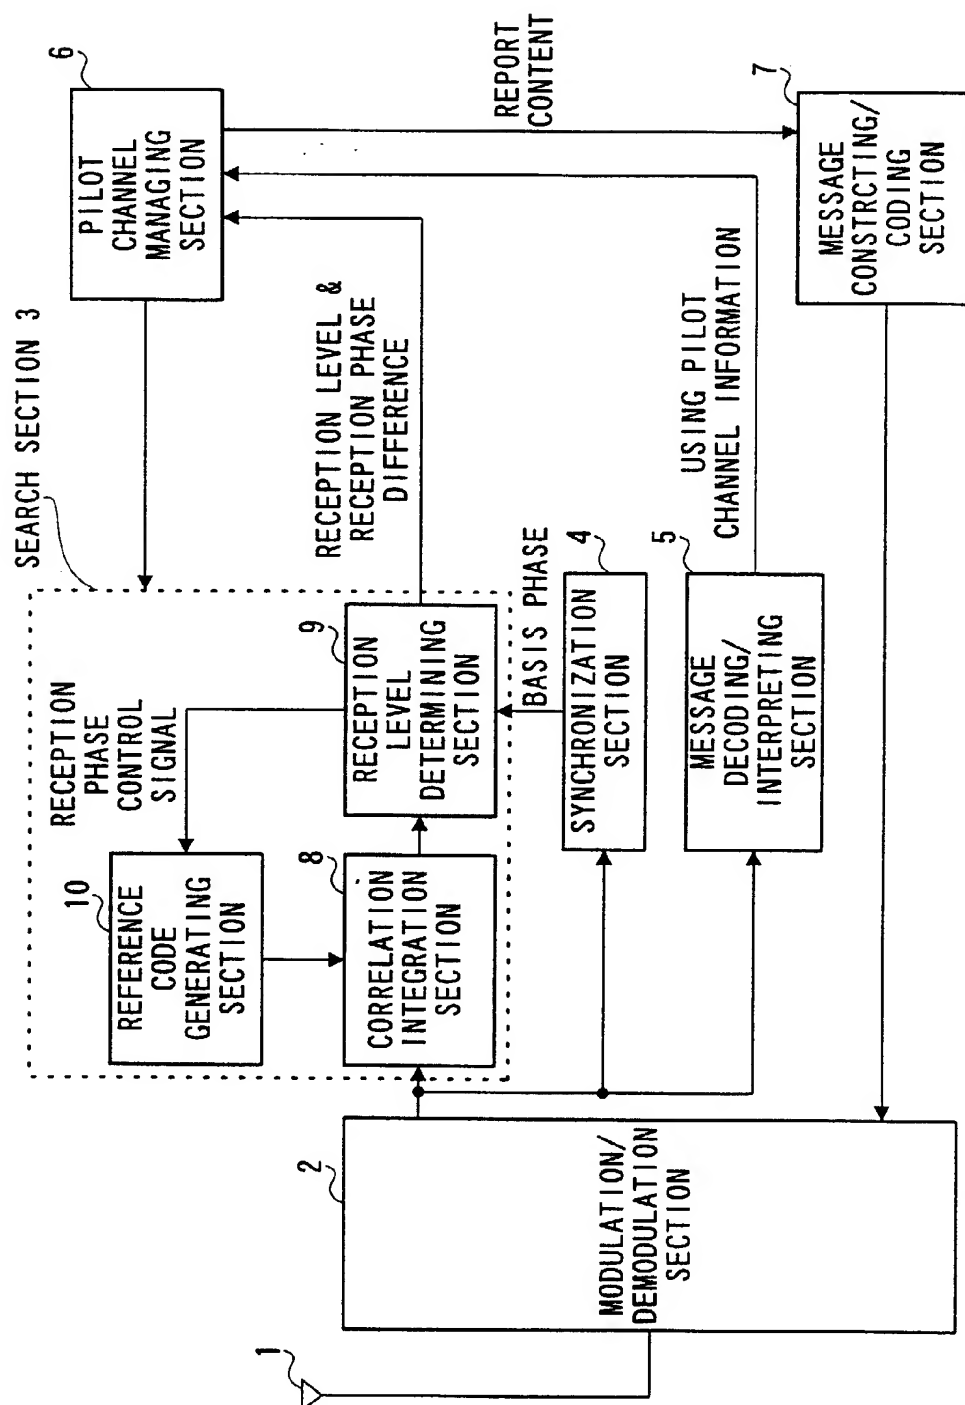 1
2
MODULATION/
DEMODULATION
SECTION
SEARCH SECTION 3
10
REFERENCE
CODE
GENERATING
SECTION
RECEPTION
PHASE
CONTROL
SIGNAL
8
CORRELATION
INTEGRATION
SECTION
9
RECEPTION
LEVEL
DETERMINING
SECTION
BASIS PHASE
4
SYNCHRONIZATION
SECTION
5
MESSAGE
DECODING/
INTERPRETING
SECTION
RECEPTION LEVEL &
RECEPTION PHASE
DIFFERENCE
USING PILOT
CHANNEL INFORMATION
6
PILOT
CHANNEL
MANAGING
SECTION
REPORT
CONTENT
7
MESSAGE
CONSTRCTING/
CODING
SECTION